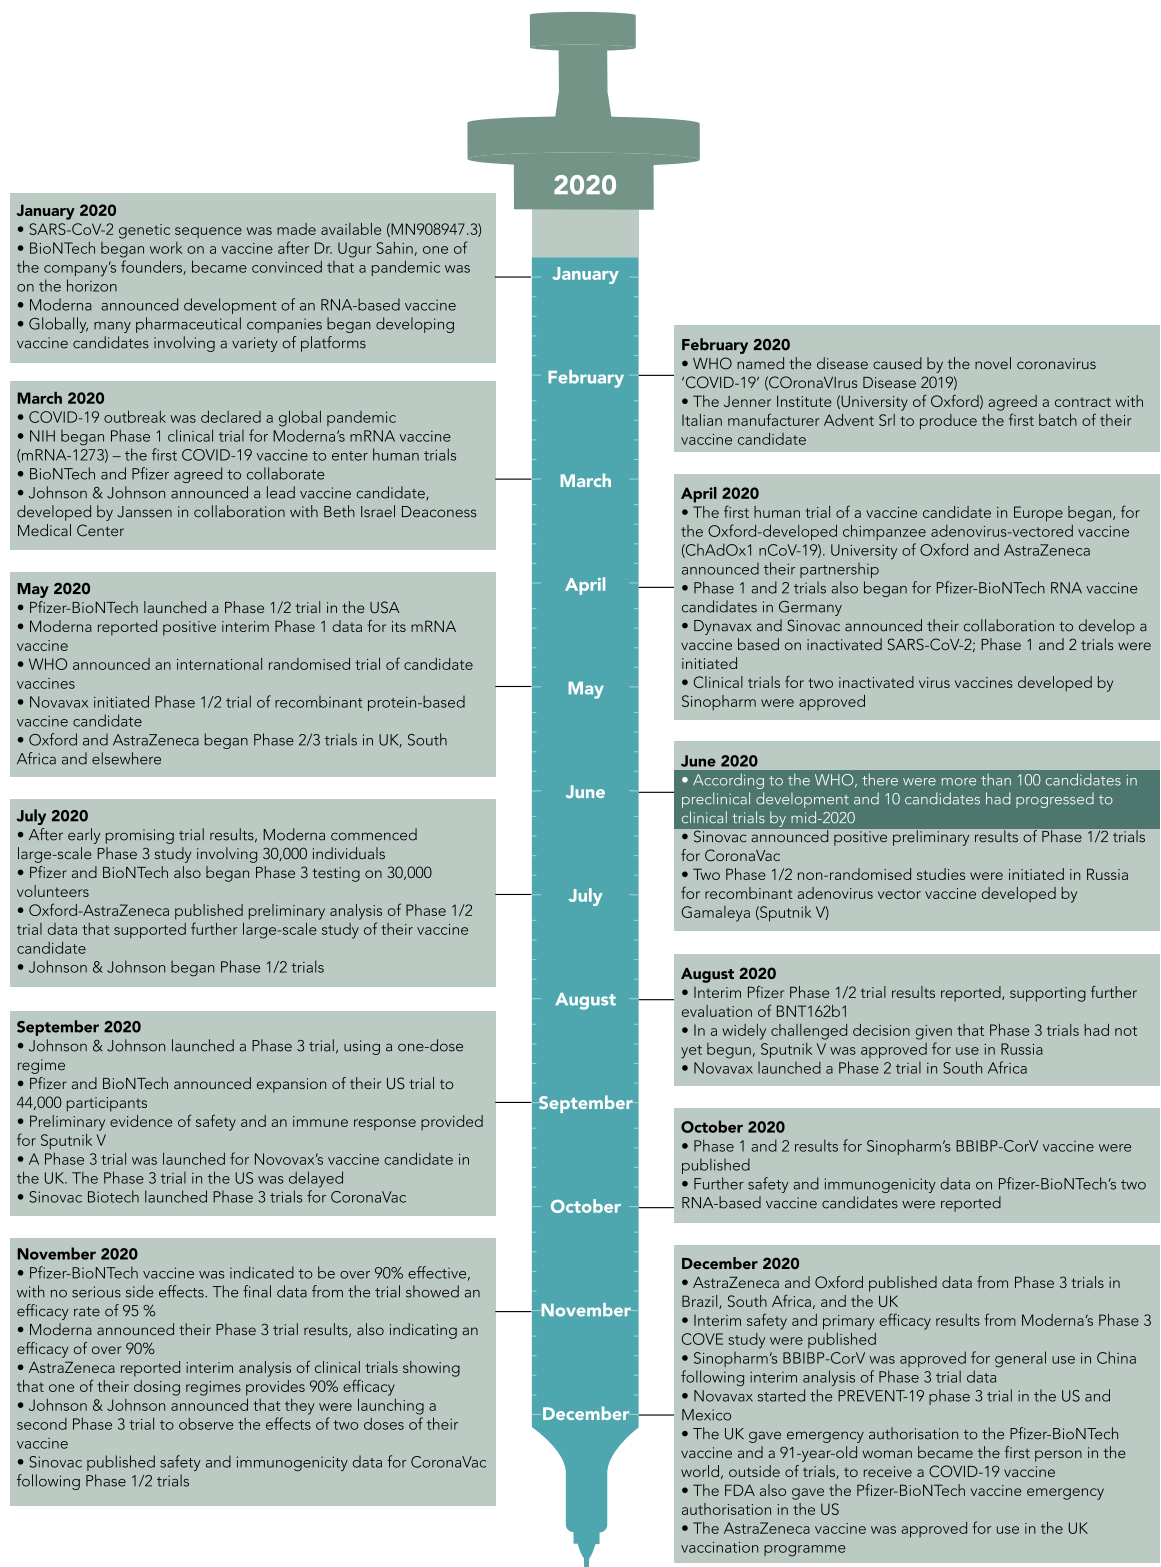 2020
January 2020
• SARS-CoV-2 genetic sequence was made available (MN908947.3)
• BioNTech began work on a vaccine after Dr. Ugur Sahin, one of
the company's founders, became convinced that a pandemic was
on the horizon
• Moderna  announced development of an RNA-based vaccine
• Globally, many pharmaceutical companies began developing
vaccine candidates involving a variety of platforms
January
February 2020
• WHO named the disease caused by the novel coronavirus
‘COVID-19’ (COronaVIrus Disease 2019)
• The Jenner Institute (University of Oxford) agreed a contract with
Italian manufacturer Advent Srl to produce the first batch of their
vaccine candidate
February
March 2020
• COVID-19 outbreak was declared a global pandemic
• NIH began Phase 1 clinical trial for Moderna's mRNA vaccine
(mRNA-1273) – the first COVID-19 vaccine to enter human trials
• BioNTech and Pfizer agreed to collaborate
• Johnson & Johnson announced a lead vaccine candidate,
developed by Janssen in collaboration with Beth Israel Deaconess
Medical Center
March
April 2020
• The first human trial of a vaccine candidate in Europe began, for
the Oxford-developed chimpanzee adenovirus-vectored vaccine
(ChAdOx1 nCoV-19). University of Oxford and AstraZeneca
announced their partnership
• Phase 1 and 2 trials also began for Pfizer-BioNTech RNA vaccine
candidates in Germany
• Dynavax and Sinovac announced their collaboration to develop a
vaccine based on inactivated SARS-CoV-2; Phase 1 and 2 trials were
initiated
• Clinical trials for two inactivated virus vaccines developed by
Sinopharm were approved
April
May 2020
• Pfizer-BioNTech launched a Phase 1/2 trial in the USA
• Moderna reported positive interim Phase 1 data for its mRNA
vaccine
• WHO announced an international randomised trial of candidate
vaccines
• Novavax initiated Phase 1/2 trial of recombinant protein-based
vaccine candidate
• Oxford and AstraZeneca began Phase 2/3 trials in UK, South
Africa and elsewhere
May
June 2020
• According to the WHO, there were more than 100 candidates in
preclinical development and 10 candidates had progressed to
clinical trials by mid-2020
• Sinovac announced positive preliminary results of Phase 1/2 trials
for CoronaVac
• Two Phase 1/2 non-randomised studies were initiated in Russia
for recombinant adenovirus vector vaccine developed by
Gamaleya (Sputnik V)
June
July 2020
• After early promising trial results, Moderna commenced
large-scale Phase 3 study involving 30,000 individuals
• Pfizer and BioNTech also began Phase 3 testing on 30,000
volunteers
• Oxford-AstraZeneca published preliminary analysis of Phase 1/2
trial data that supported further large-scale study of their vaccine
candidate
• Johnson & Johnson began Phase 1/2 trials
July
August 2020
• Interim Pfizer Phase 1/2 trial results reported, supporting further
evaluation of BNT162b1
• In a widely challenged decision given that Phase 3 trials had not
yet begun, Sputnik V was approved for use in Russia
• Novavax launched a Phase 2 trial in South Africa
August
September 2020
• Johnson & Johnson launched a Phase 3 trial, using a one-dose
regime
• Pfizer and BioNTech announced expansion of their US trial to
44,000 participants
• Preliminary evidence of safety and an immune response provided
for Sputnik V
• A Phase 3 trial was launched for Novovax's vaccine candidate in
the UK. The Phase 3 trial in the US was delayed
• Sinovac Biotech launched Phase 3 trials for CoronaVac
September
October 2020
• Phase 1 and 2 results for Sinopharm's BBIBP-CorV vaccine were
published
• Further safety and immunogenicity data on Pfizer-BioNTech's two
RNA-based vaccine candidates were reported
October
November 2020
• Pfizer-BioNTech vaccine was indicated to be over 90% effective,
with no serious side effects. The final data from the trial showed an
efficacy rate of 95 %
• Moderna announced their Phase 3 trial results, also indicating an
efficacy of over 90%
• AstraZeneca reported interim analysis of clinical trials showing
that one of their dosing regimes provides 90% efficacy
• Johnson & Johnson announced that they were launching a
second Phase 3 trial to observe the effects of two doses of their
vaccine
• Sinovac published safety and immunogenicity data for CoronaVac
following Phase 1/2 trials
November
December 2020
• AstraZeneca and Oxford published data from Phase 3 trials in
Brazil, South Africa, and the UK
• Interim safety and primary efficacy results from Moderna's Phase 3
COVE study were published
• Sinopharm's BBIBP-CorV was approved for general use in China
following interim analysis of Phase 3 trial data
• Novavax started the PREVENT-19 phase 3 trial in the US and
Mexico
• The UK gave emergency authorisation to the Pfizer-BioNTech
vaccine and a 91-year-old woman became the first person in the
world, outside of trials, to receive a COVID-19 vaccine
• The FDA also gave the Pfizer-BioNTech vaccine emergency
authorisation in the US
• The AstraZeneca vaccine was approved for use in the UK
vaccination programme
December